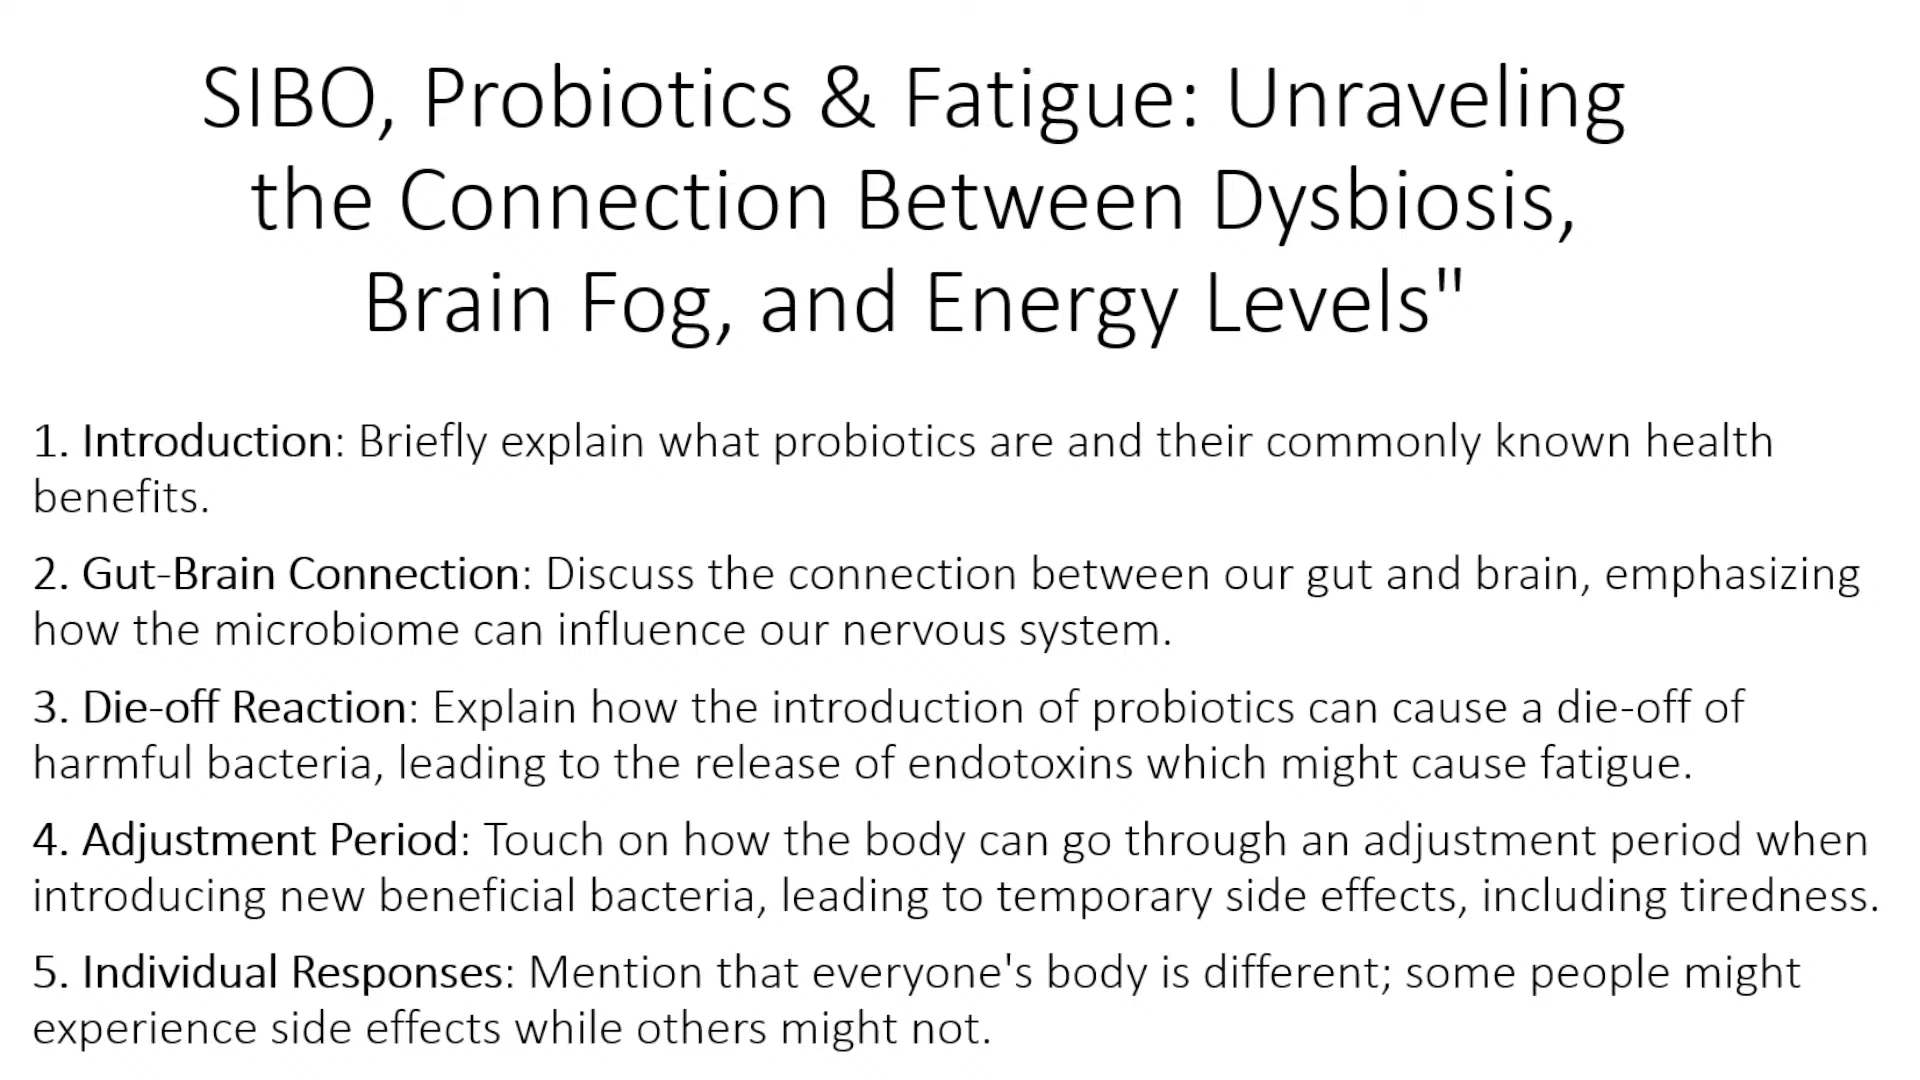 SIBO, Probiotics & Fatigue: Unraveling
the Connection Between Dysbiosis,
Brain Fog, and Energy Levels"
1. Introduction: Briefly explain what probiotics are and their commonly known health
benefits.
2. Gut-Brain Connection: Discuss the connection between our gut and brain, emphasizing
how the microbiome can influence our nervous system.
3. Die-off Reaction: Explain how the introduction of probiotics can cause a die-off of
harmful bacteria, leading to the release of endotoxins which might cause fatigue.
4. Adjustment Period: Touch on how the body can go through an adjustment period when
introducing new beneficial bacteria, leading to temporary side effects, including tiredness.
5. Individual Responses: Mention that everyone's body is different; some people might
experience side effects while others might not.